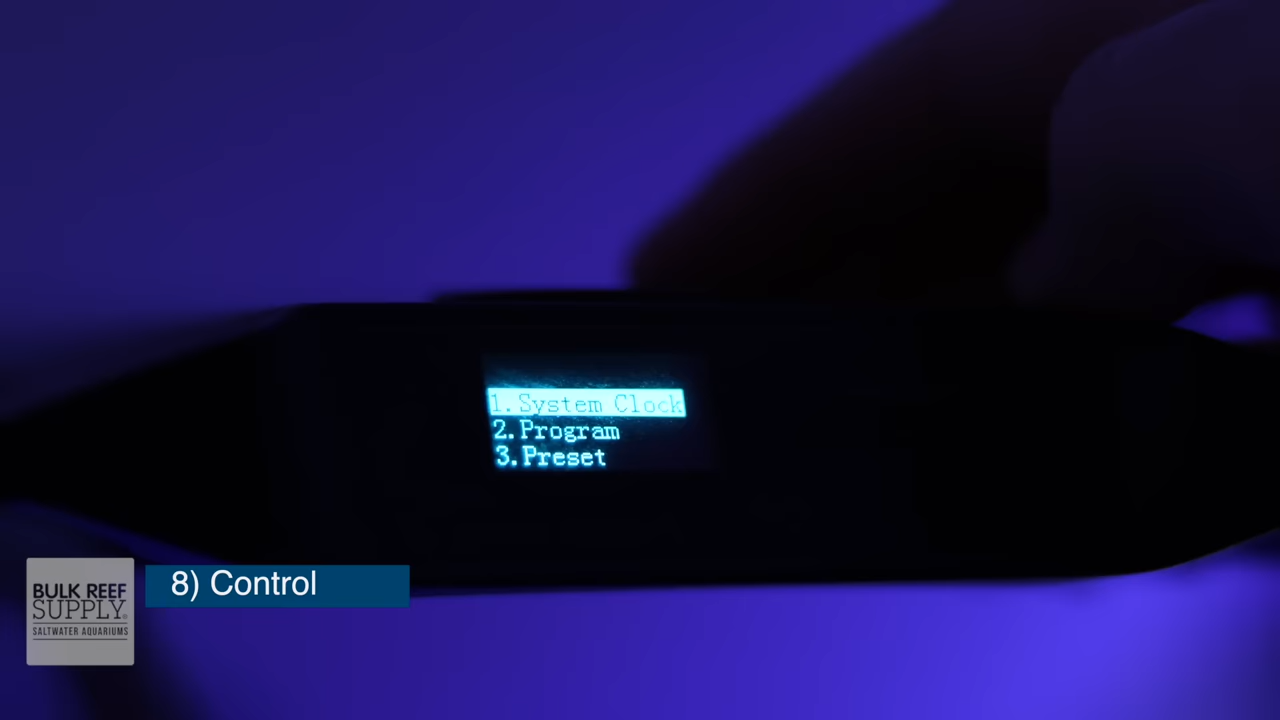 1.System Clock
2.Program
3.Preset
8) Control
BULK REEF
SUPPLY
SALTWATER AQUARIUMS